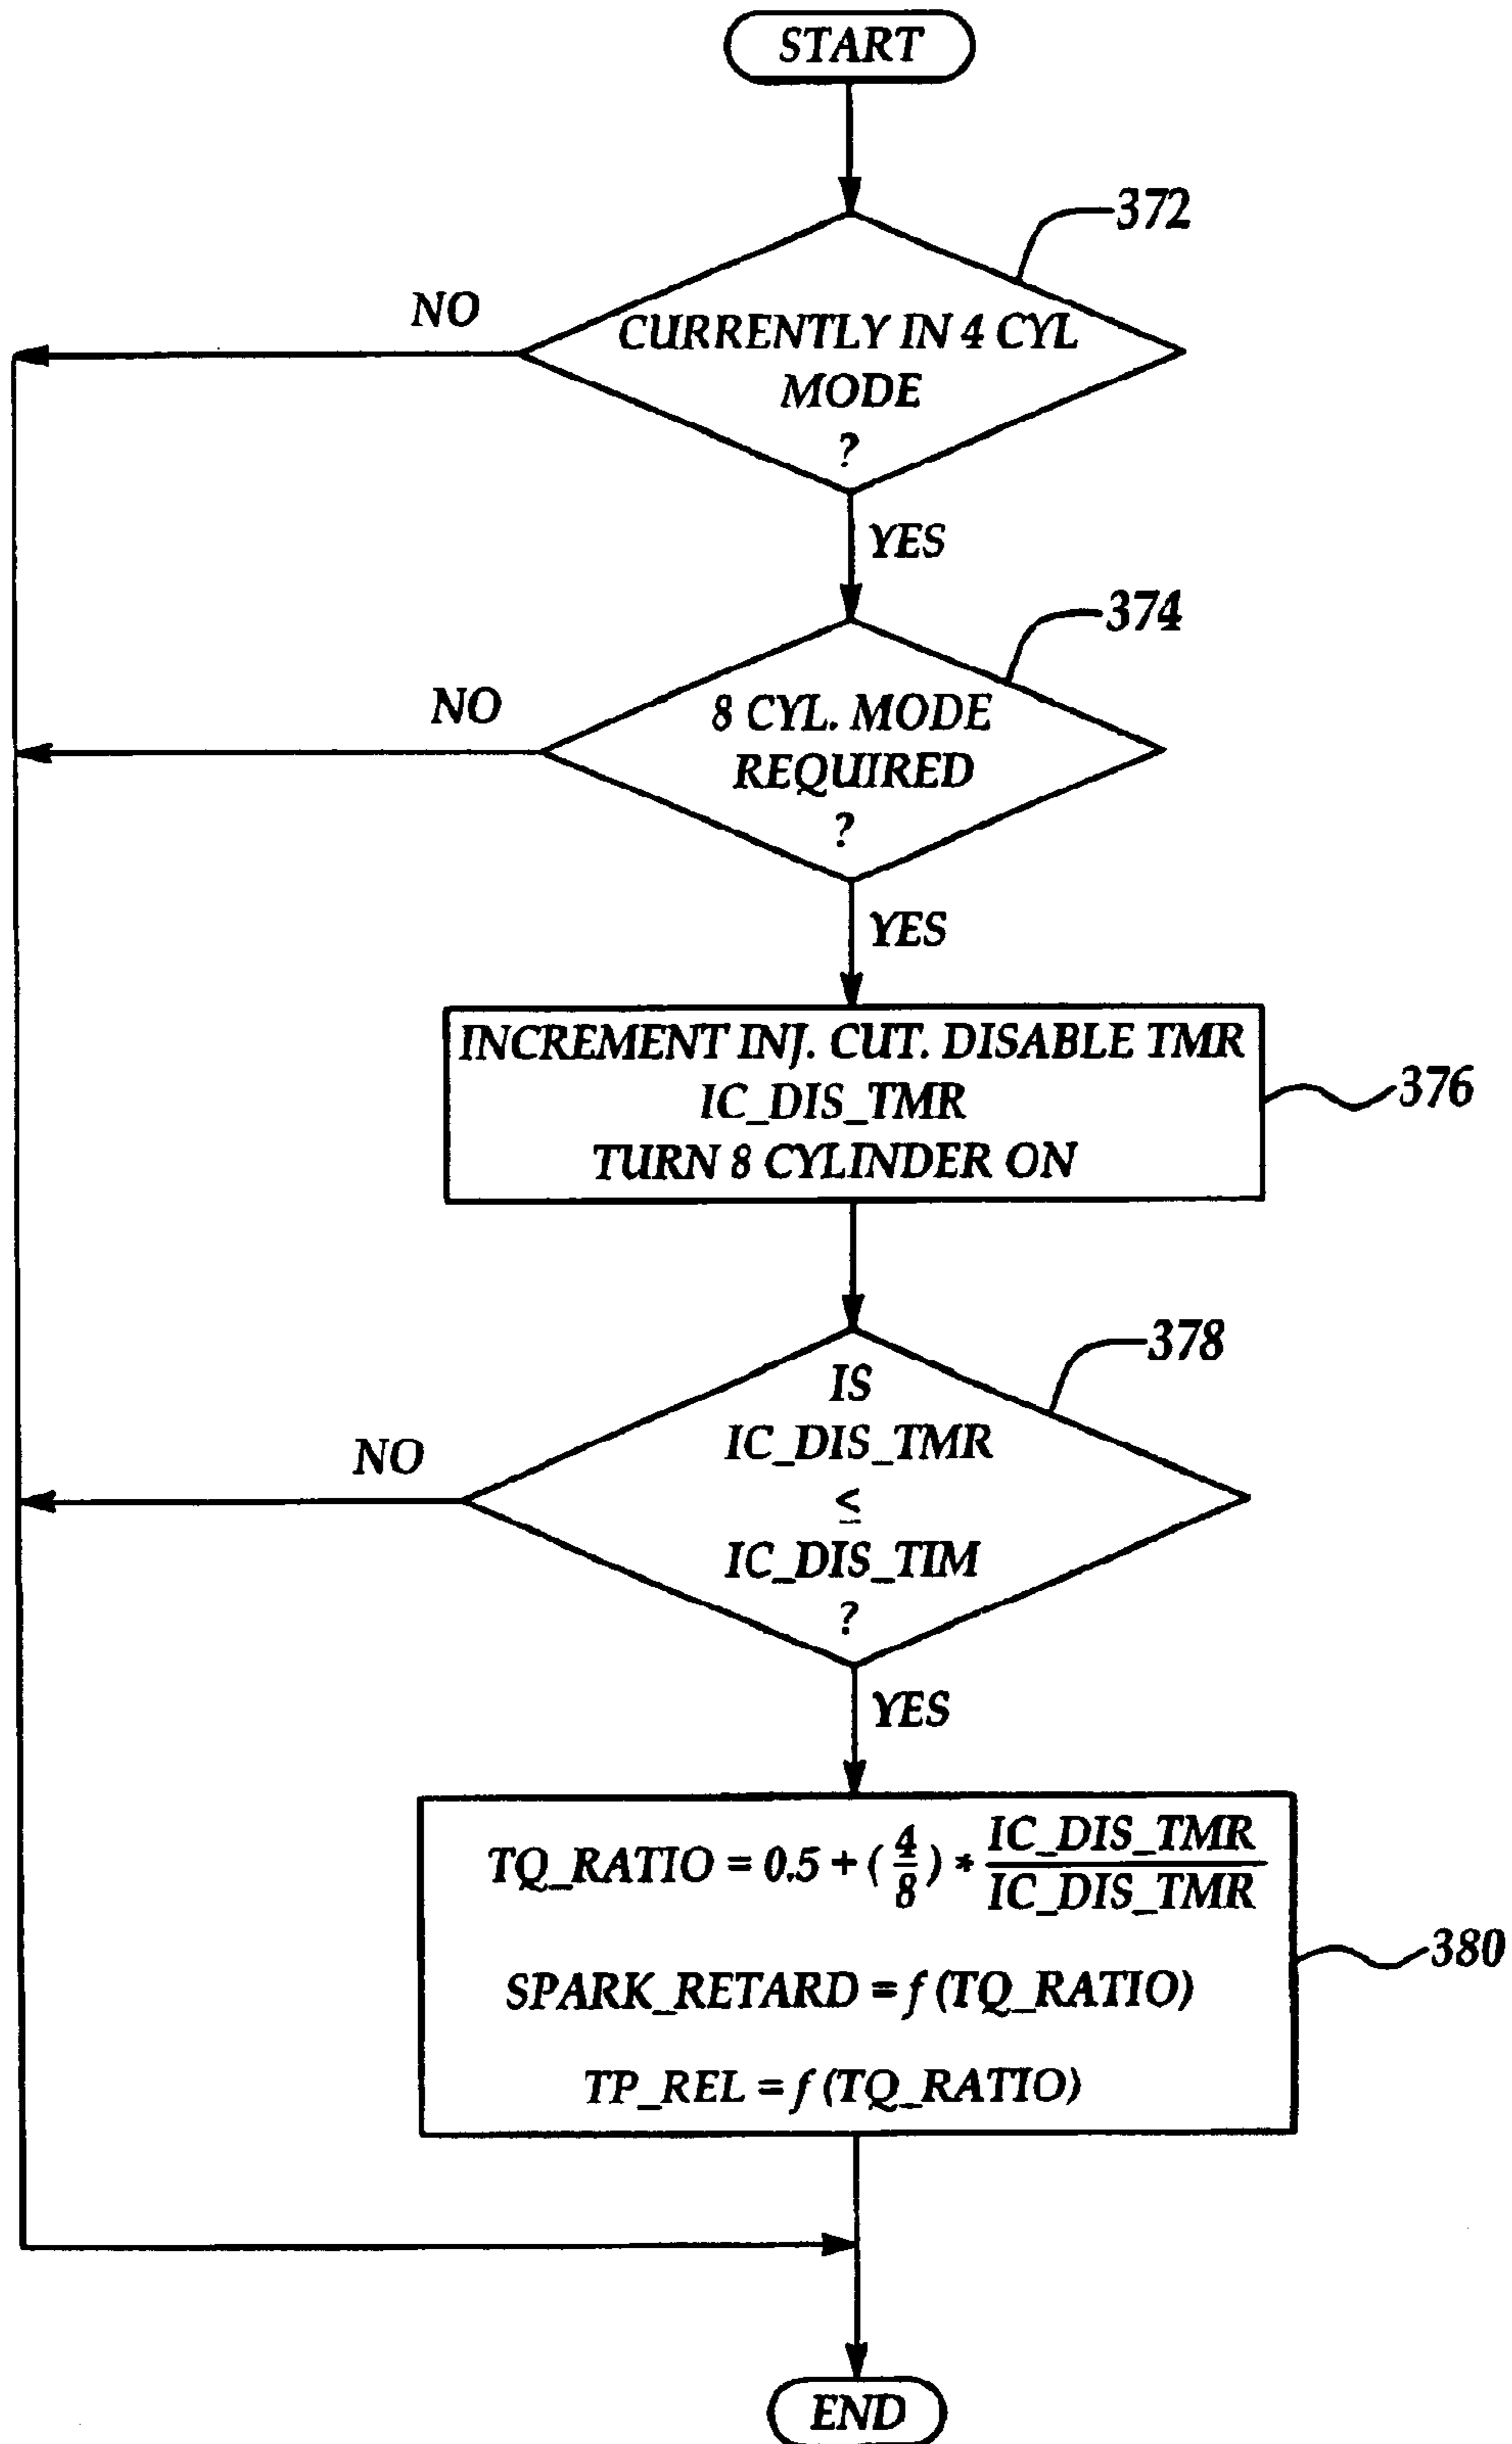 START
372
NO
CURRENTLY IN 4 CYL
MODE
?
YES
374
NO
8 CYL. MODE
REQUIRED
?
YES
INCREMENT INJ. CUT. DISABLE TMR
IC_DIS_TMR
TURN 8 CYLINDER ON
376
378
IS
IC_DIS_TMR
≤
IC_DIS_TIM
?
NO
YES
TQ_RATIO = 0.5 + (4/8) * IC_DIS_TMR/IC_DIS_TMR
SPARK_RETARD = f (TQ_RATIO)
TP_REL = f (TQ_RATIO)
380
END